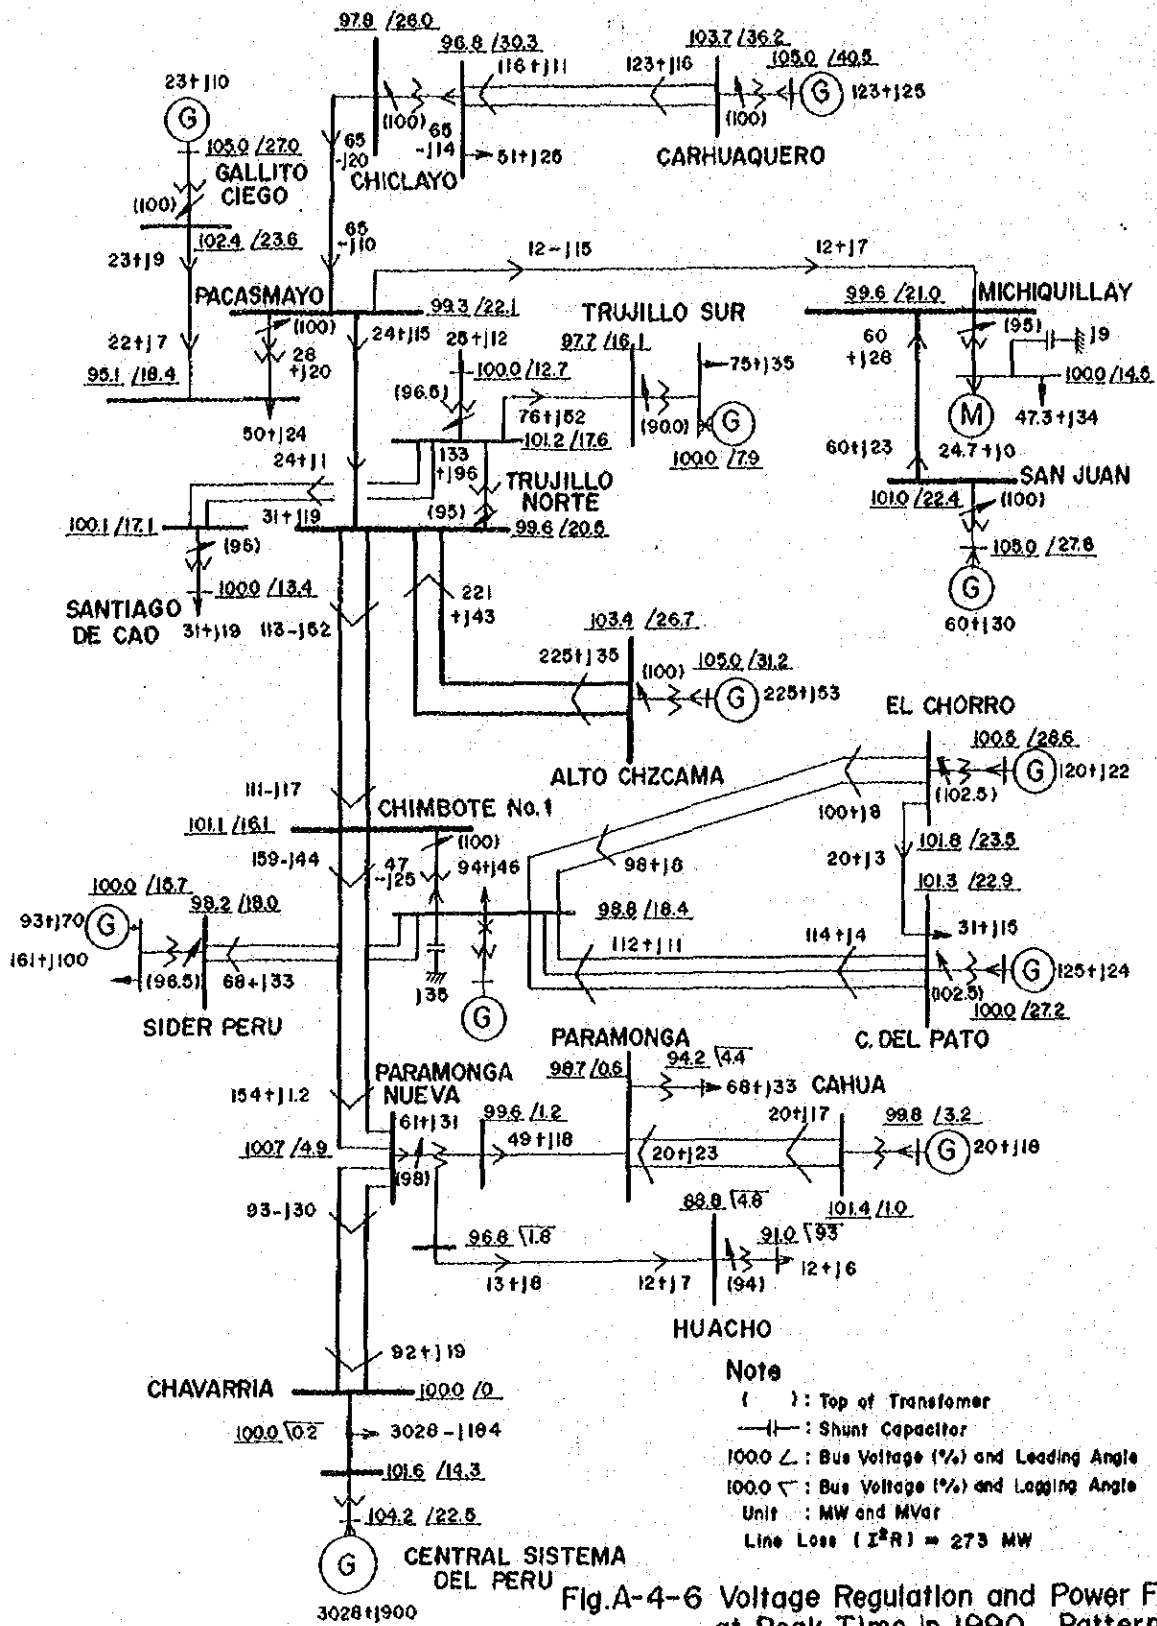 97.8 /26.0
96.8 /30.3
103.7/36.2
116+j11
123+j16
105.0 /40.5
G
123+j25
23+j10
G
(100)
65
-j20
65
-j14
51+j26
(100)
CARHUAQUERO
105.0 /27.0
GALLITO
CIEGO
CHICLAYO
(100)
102.4 /23.6
65
-j10
23+j9
12-j15
12+j7
PACASMAYO
99.3 /22.1
99.6 /21.0
MICHIQUILLAY
(100)
24+j15
25+j12
TRUJILLO SUR
60
+j26
(95)
j9
22+j7
28
+j20
97.7 /16.1
75+j35
95.1 /18.4
(96.5)
100.0 /12.7
100.0 /14.5
76+j52
(90.0)
G
M
47.3+j34
50+j24
101.2 /17.6
100.0 /7.9
60+j23
24.7+j0
24+j1
133
+j96
TRUJILLO
NORTE
SAN JUAN
101.0 /22.4
(100)
31+j19
(95)
99.6 /20.5
100.1 /17.1
(95)
105.0 /27.8
G
100.0 /13.4
60+j30
SANTIAGO
DE CAO
31+j19
113-j52
221
+j43
103.4 /26.7
225+j35
(100)
105.0 /31.2
G
225+j53
EL CHORRO
100.5 /28.6
G
120+j22
(102.5)
ALTO CHZCAMA
111-j17
CHIMBOTE No.1
100+j8
101.1 /16.1
(100)
101.8 /23.5
159-j44
47
-j25
94+j46
98+j8
20+j3
101.3 /22.9
100.0 /15.7
98.2 /18.0
98.8 /18.4
93+j70
G
112+j11
114+j4
31+j15
161+j100
(96.5)
68+j33
j35
G
G
125+j24
(102.5)
100.0 /27.2
SIDER PERU
G
C. DEL PATO
PARAMONGA
98.7 /0.6
94.2 4.4
68+j33
CAHUA
PARAMONGA
NUEVA
154+j1.2
61+j31
99.6 /1.2
20+j17
99.8 /3.2
100.7 /4.9
49+j18
20+j23
G
20+j18
(98)
93-j30
88.8 4.8
101.4 /1.0
96.8 1.8
91.0 93
13+j8
12+j7
(94)
12+j6
HUACHO
92+j19
CHAVARRIA
100.0 /0
100.0 0.2
3028-j184
101.6 /14.3
104.2 /22.5
G
CENTRAL SISTEMA
DEL PERU
3028+j900
Note
( ): Top of Transfomer
: Shunt Capacitor
100.0 ∠ : Bus Voltage (%) and Leading Angle
100.0 : Bus Voltage (%) and Lagging Angle
Unit : MW and MVar
Line Loss (I²R) = 273 MW
Fig.A-4-6 Voltage Regulation and Power F
at Peak Time in 1990 Pattern